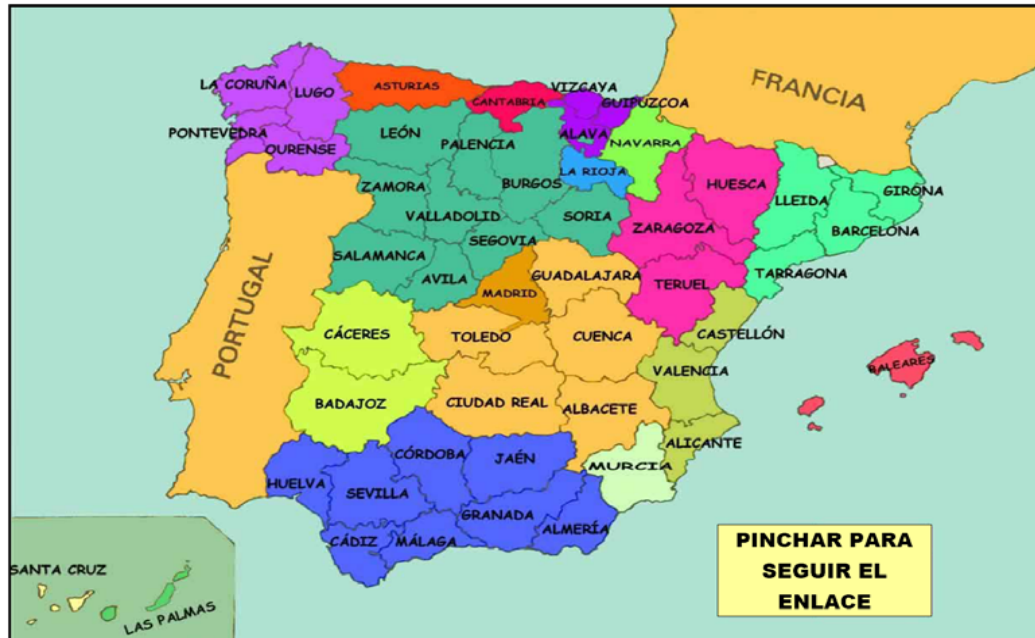 FRANCIA
VIZCAYA
LA CORUÑA
LUGO
ASTURIAS
CANTABRIA
GUIPUZCOA
PONTEVEDRA
OURENSE
LEÓN
PALENCIA
ALAVA
NAVARRA
LA RIOJA
BURGOS
HUESCA
GIRONA
ZAMORA
LLEIDA
VALLADOLID
SORIA
ZARAGOZA
BARCELONA
SALAMANCA
SEGOVIA
AVILA
GUADALAJARA
TARRAGONA
MADRID
TERUEL
PORTUGAL
CÁCERES
TOLEDO
CUENCA
CASTELLÓN
VALENCIA
BALEARES
BADAJOZ
CIUDAD REAL
ALBACETE
ALICANTE
CÓRDOBA
JAÉN
MURCIA
HUELVA
SEVILLA
GRANADA
ALMERÍA
CÁDIZ
MÁLAGA
SANTA CRUZ
LAS PALMAS
PINCHAR PARA
SEGUIR EL
ENLACE